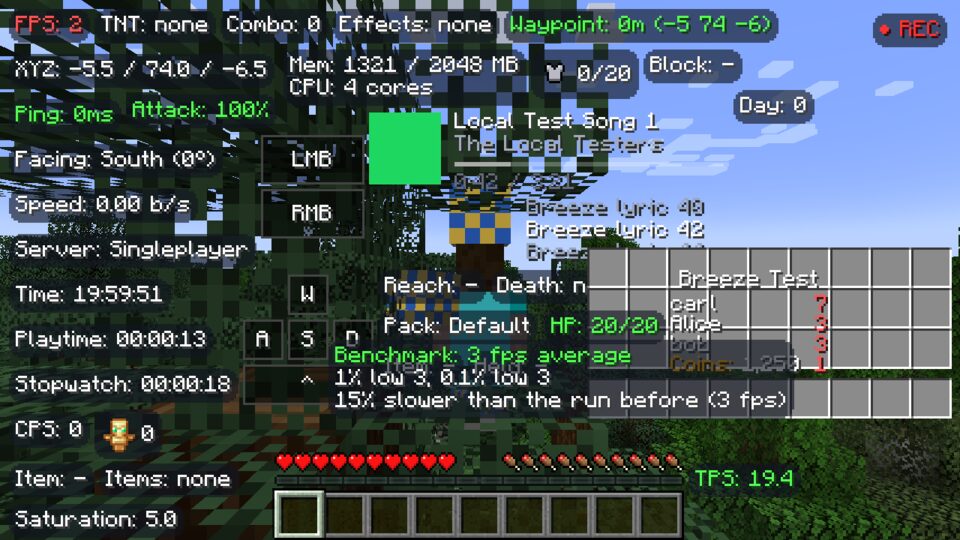 FPS: 2 TNT: none Combo: 0 Effects: none Waypoint: 0m (-5 74 -6)
REC
XYZ: -5.5 / 74.0 / -6.5
Mem: 1321 / 2048 MB
CPU: 4 cores
0/20
Block: -
Day: 0
Ping: 0ms
Attack: 100%
Local Test Song 1
The Local Testers
Facing: South (0°)
LMB
Speed: 0.00 b/s
RMB
Breeze lyric 42
Server: Singleplayer
Breeze Test
Time: 19:59:51
W
Reach: - Death: n
carl 7
Alice 3
bob 3
Coins: 1,250 1
Playtime: 00:00:13
A S D
Pack: Default HP: 20/20
Benchmark: 3 fps average
1% low 3, 0.1% low 3
15% slower than the run before (3 fps)
Stopwatch: 00:00:18
^
CPS: 0
0
Item: - Items: none
TPS: 19.4
Saturation: 5.0